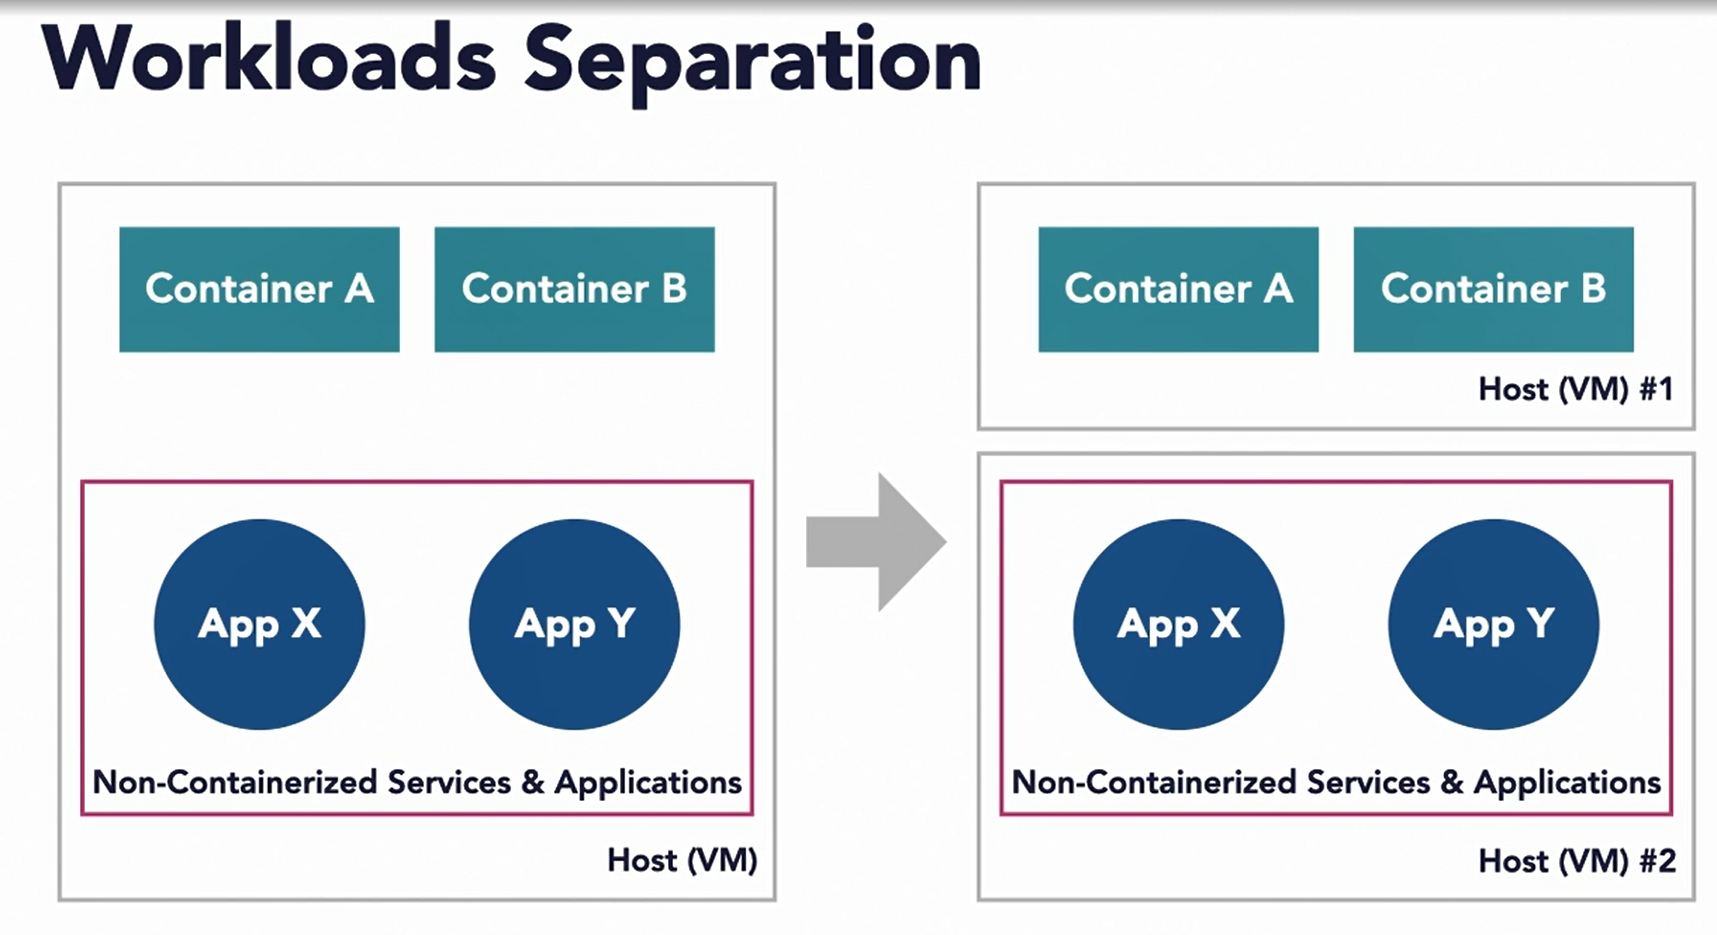 Workloads Separation
Container A
Container B
App X
App Y
Non-Containerized Services & Applications
Host (VM)
Container A
Container B
Host (VM) #1
App X
App Y
Non-Containerized Services & Applications
Host (VM) #2